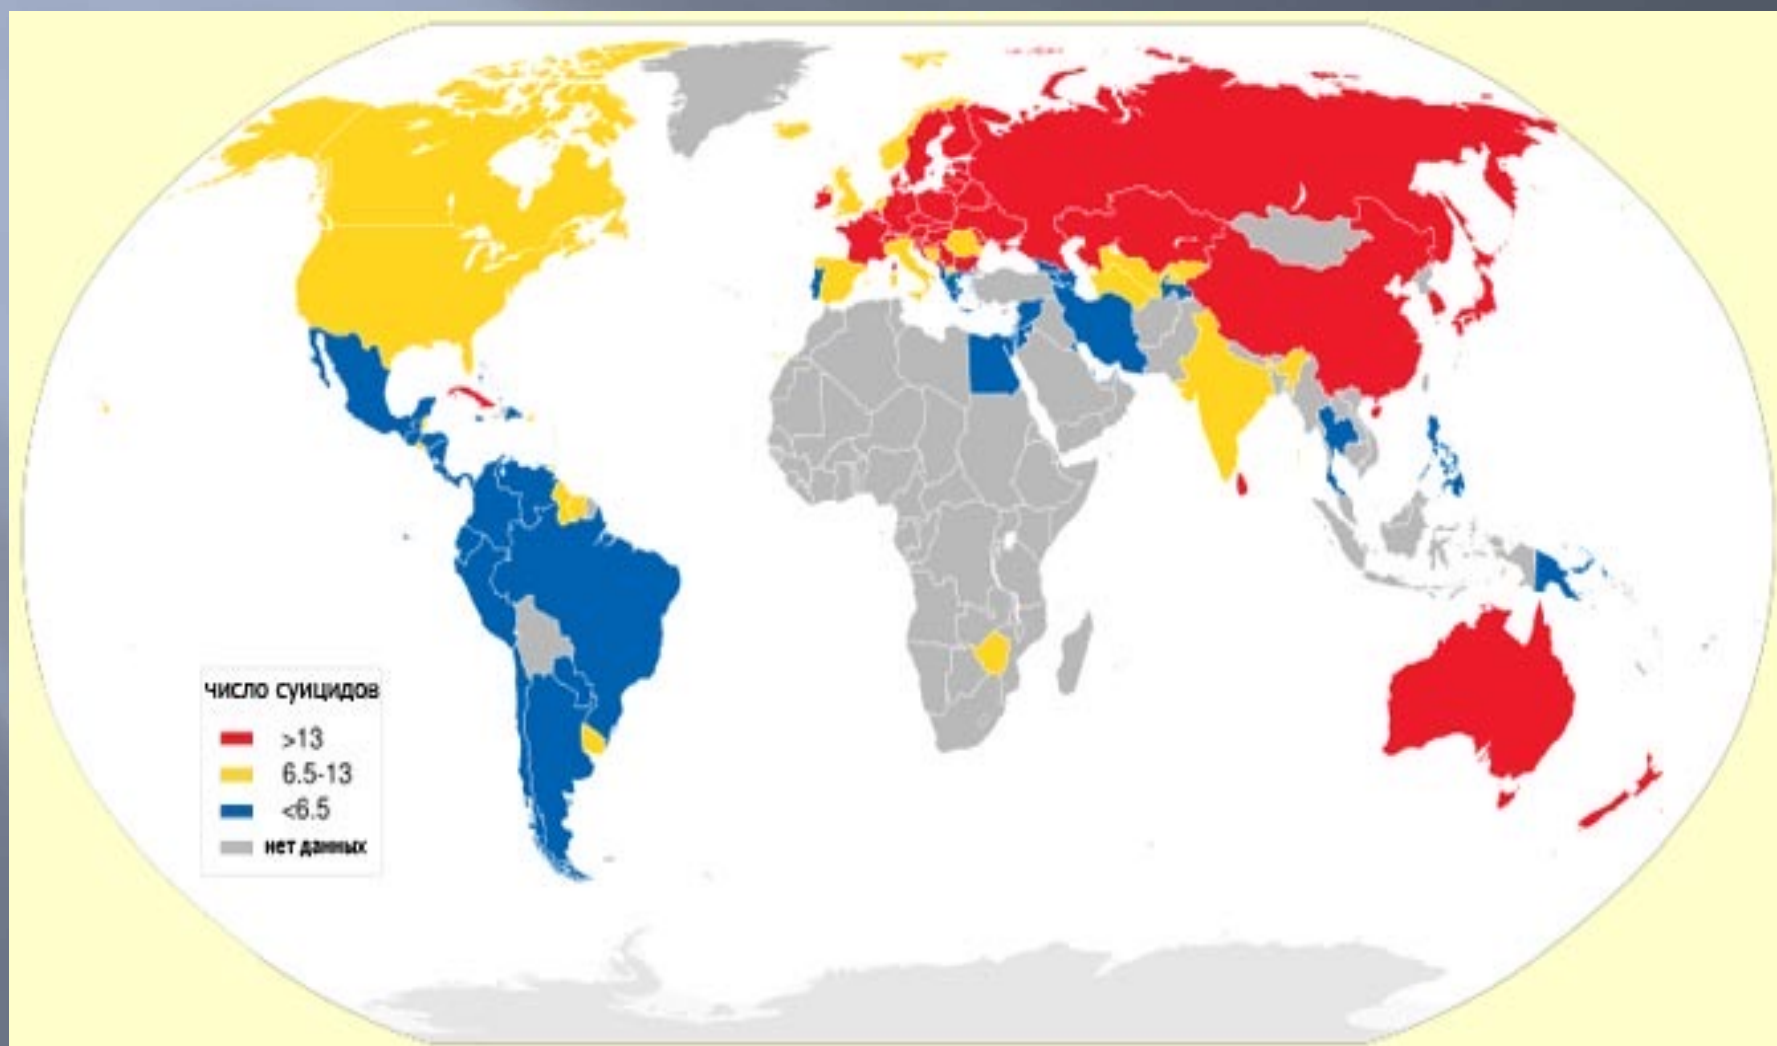 число суицидов
>13
6.5-13
<6.5
нет данных